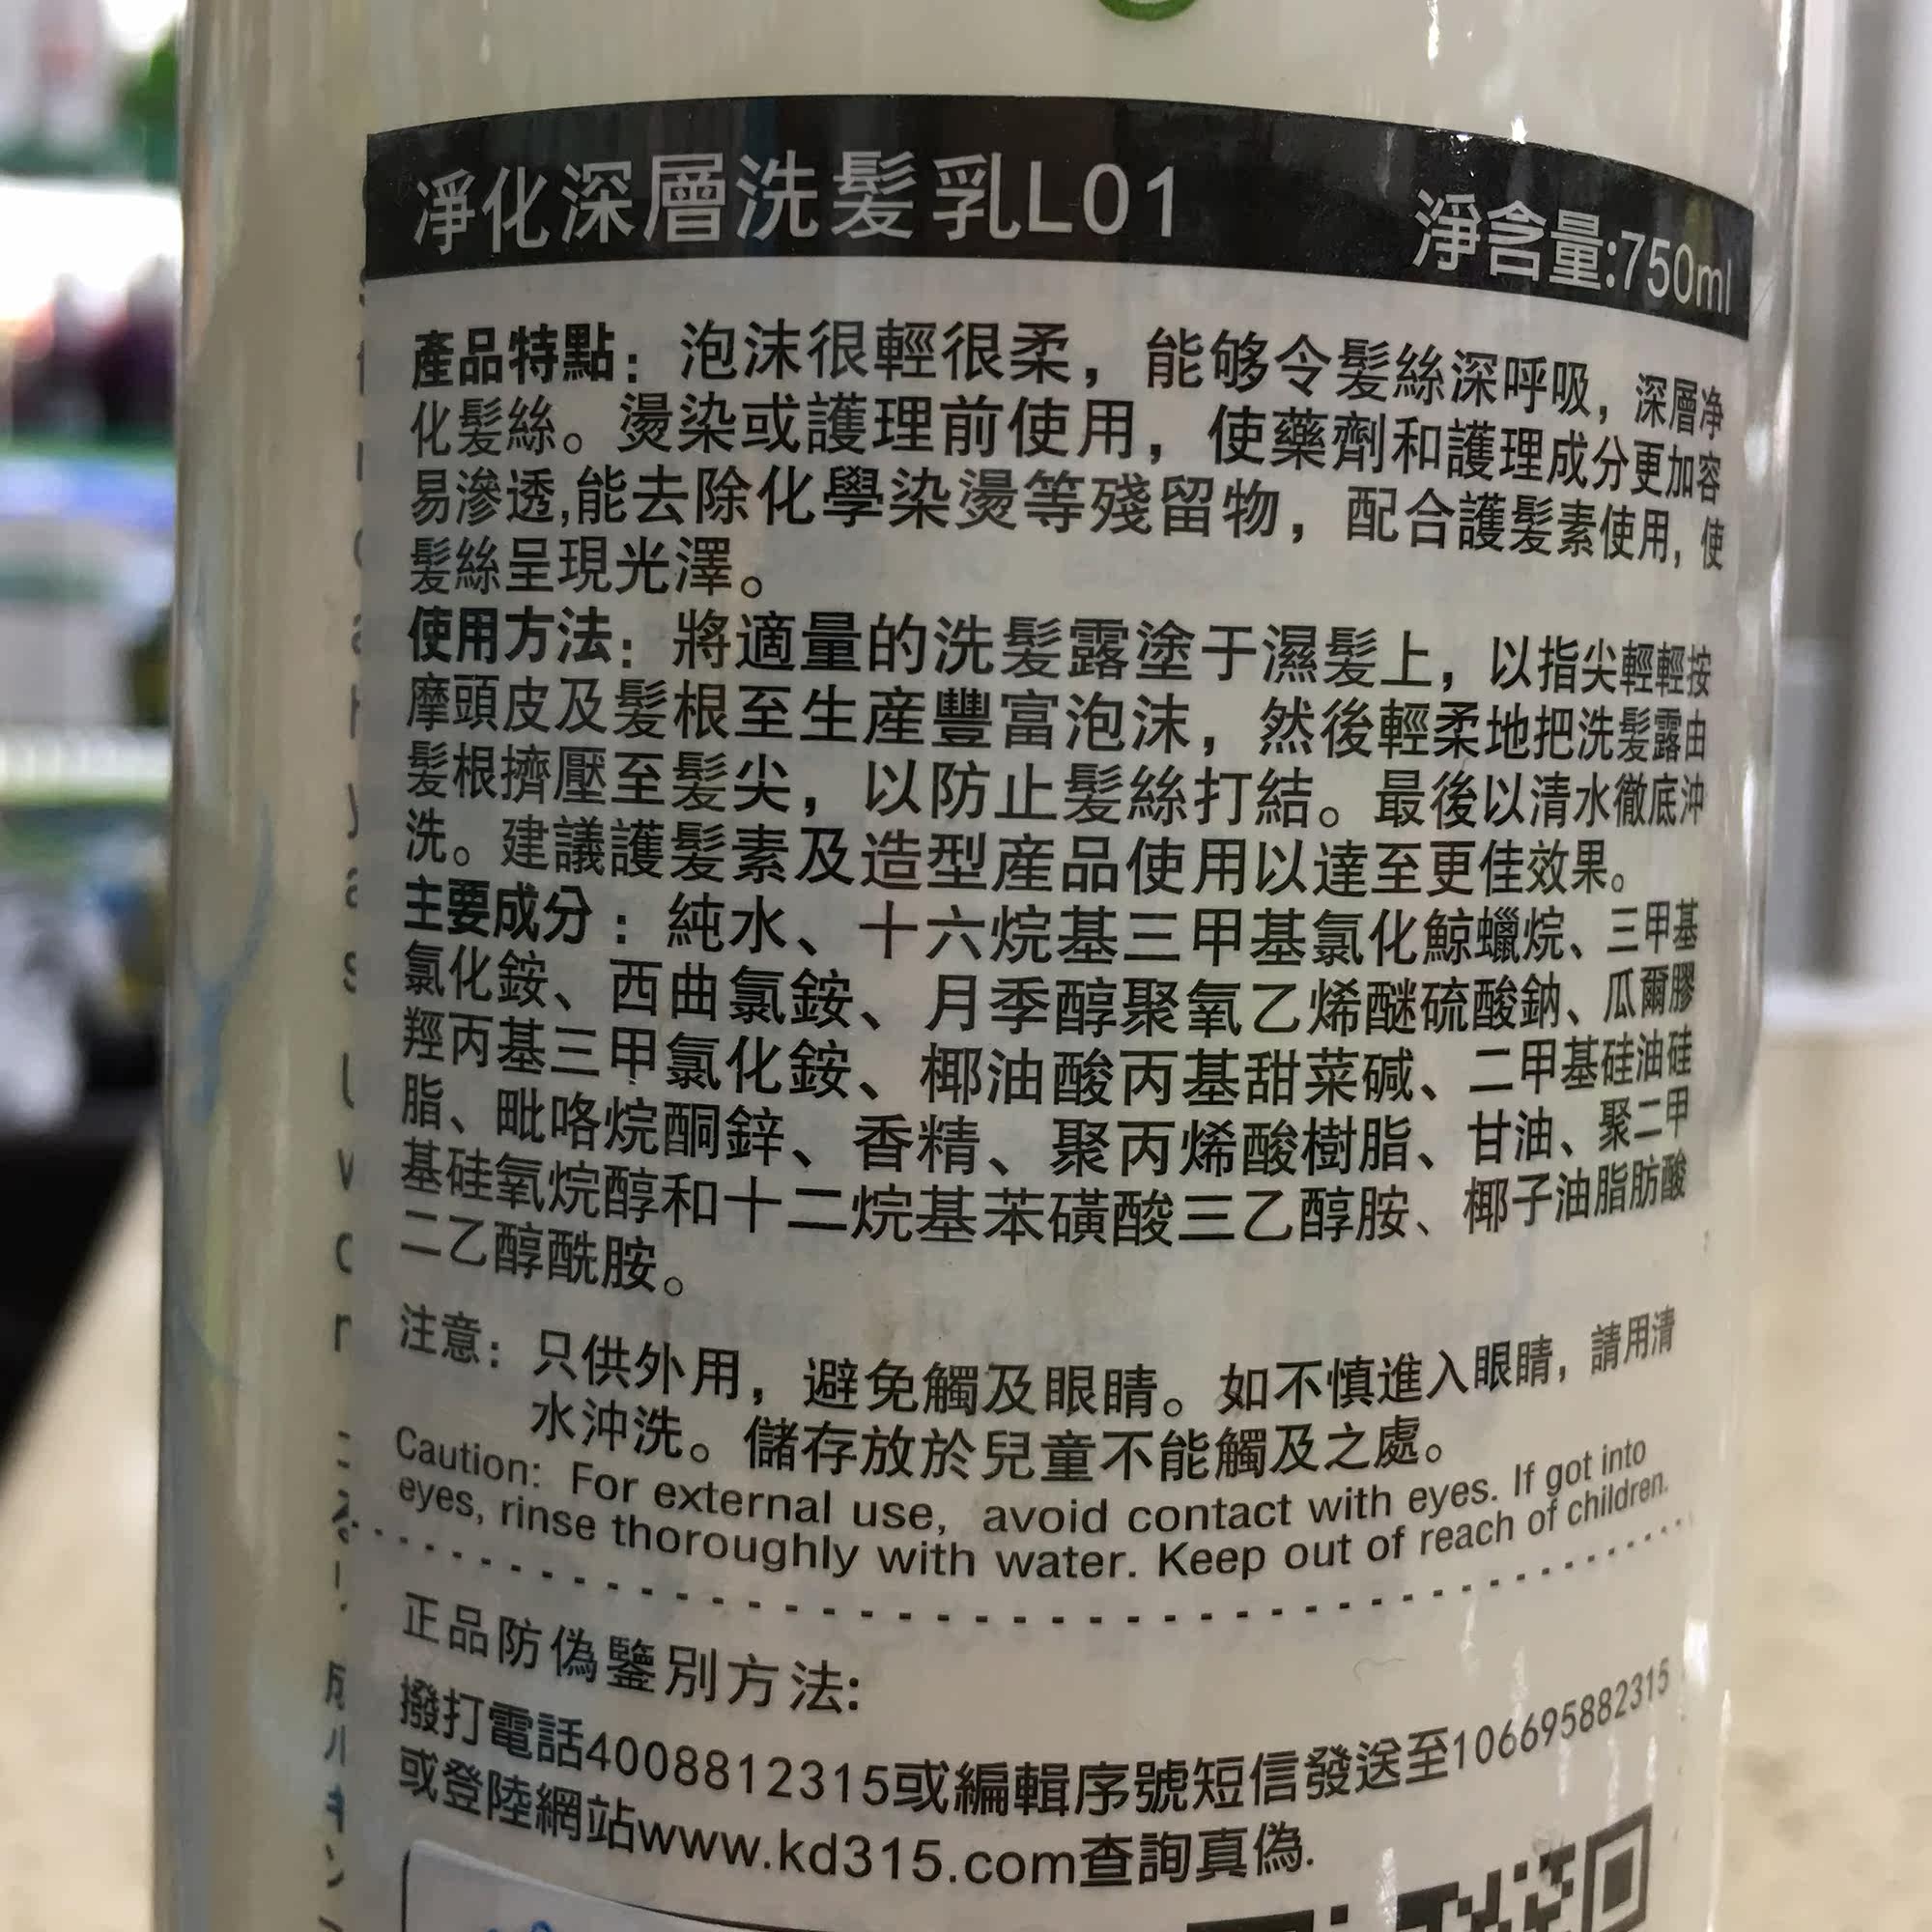 凈化深層洗髮乳L01
淨含量:750ml
產品特點：泡沫很輕很柔，能够令髮絲深呼吸，深層净
化髮絲。燙染或護理前使用，使藥劑和護理成分更加容
易滲透,能去除化學染燙等殘留物，配合護髮素使用，使
髮絲呈現光澤。
使用方法：將適量的洗髮露塗于濕髮上，以指尖輕輕按
摩頭皮及髮根至生産豐富泡沫，然後輕柔地把洗髮露由
髮根擠壓至髮尖，以防止髮絲打結。最後以清水徹底沖
洗。建議護髮素及造型産品使用以達至更佳效果。
主要成分：純水、十六烷基三甲基氯化鯨蠟烷、三甲基
氯化銨、西曲氯銨、月季醇聚氧乙烯醚硫酸鈉、瓜爾膠
羥丙基三甲氯化銨、椰油酸丙基甜菜碱、二甲基硅油硅
脂、吡咯烷酮鋅、香精、聚丙烯酸樹脂、甘油、聚二甲
基硅氧烷醇和十二烷基苯磺酸三乙醇胺、椰子油脂肪酸
二乙醇酰胺。
注意：只供外用，避免觸及眼睛。如不慎進入眼睛，請用清
水沖洗。儲存放於兒童不能觸及之處。
Caution: For external use, avoid contact with eyes. If got into
eyes, rinse thoroughly with water. Keep out of reach of children.
正品防偽鑒別方法:
撥打電話4008812315或編輯序號短信發送至106695882315
或登陸網站www.kd315.com查詢真偽.